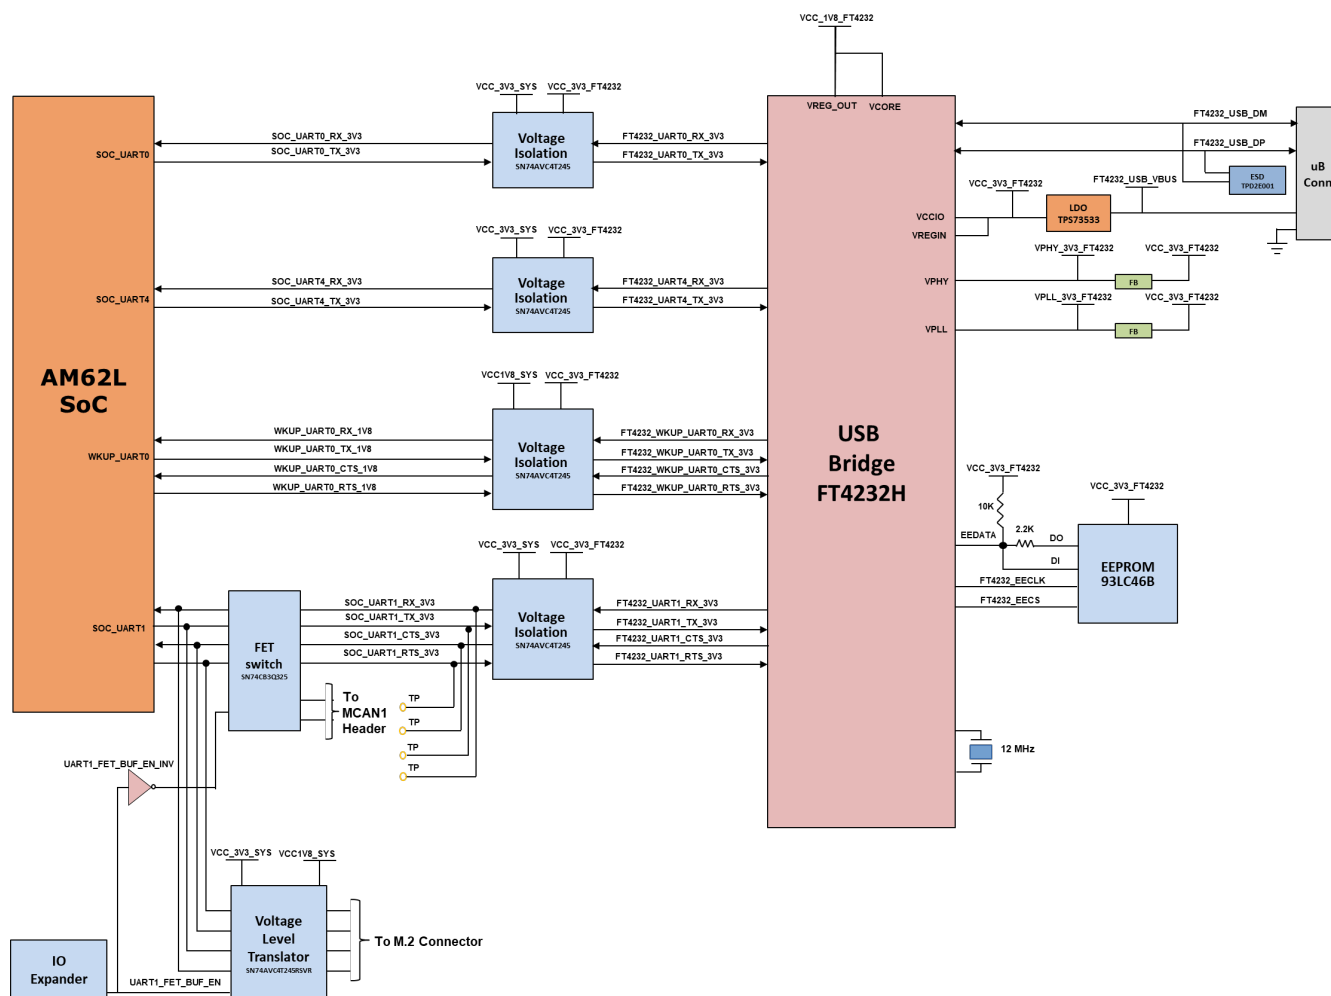 VCC_1V8_FT4232
VREG_OUT
VCORE
VCC_3V3_SYS
VCC_3V3_FT4232
SOC_UART0_RX_3V3
SOC_UART0
SOC_UART0_TX_3V3
Voltage
Isolation
SN74AVC4T245
FT4232_UART0_RX_3V3
FT4232_UART0_TX_3V3
FT4232_USB_DM
FT4232_USB_DP
uB
Conn
ESD
TPD2E001
VCC_3V3_FT4232
FT4232_USB_VBUS
LDO
TPS73533
VCCIO
VREGIN
VCC_3V3_SYS
VCC_3V3_FT4232
SOC_UART4_RX_3V3
SOC_UART4
SOC_UART4_TX_3V3
Voltage
Isolation
SN74AVC4T245
FT4232_UART4_RX_3V3
FT4232_UART4_TX_3V3
VPHY_3V3_FT4232
VCC_3V3_FT4232
VPHY
FB
VPLL_3V3_FT4232
VCC_3V3_FT4232
VPLL
FB
AM62L
SoC
VCC1V8_SYS
VCC_3V3_FT4232
WKUP_UART0_RX_1V8
WKUP_UART0
WKUP_UART0_TX_1V8
WKUP_UART0_CTS_1V8
WKUP_UART0_RTS_1V8
Voltage
Isolation
SN74AVC4T245
FT4232_WKUP_UART0_RX_3V3
FT4232_WKUP_UART0_TX_3V3
FT4232_WKUP_UART0_CTS_3V3
FT4232_WKUP_UART0_RTS_3V3
USB
Bridge
FT4232H
VCC_3V3_FT4232
10K
2.2K
EEDATA
DO
DI
FT4232_EECLK
FT4232_EECS
VCC_3V3_FT4232
EEPROM
93LC46B
VCC_3V3_SYS
VCC_3V3_FT4232
SOC_UART1
FET
switch
SN74CB3Q325
SOC_UART1_RX_3V3
SOC_UART1_TX_3V3
SOC_UART1_CTS_3V3
SOC_UART1_RTS_3V3
Voltage
Isolation
SN74AVC4T245
FT4232_UART1_RX_3V3
FT4232_UART1_TX_3V3
FT4232_UART1_CTS_3V3
FT4232_UART1_RTS_3V3
To
MCAN1
Header
TP
TP
TP
TP
12 MHz
UART1_FET_BUF_EN_INV
VCC_3V3_SYS
VCC1V8_SYS
Voltage
Level
Translator
SN74AVC4T245RSVR
To M.2 Connector
IO
Expander
UART1_FET_BUF_EN